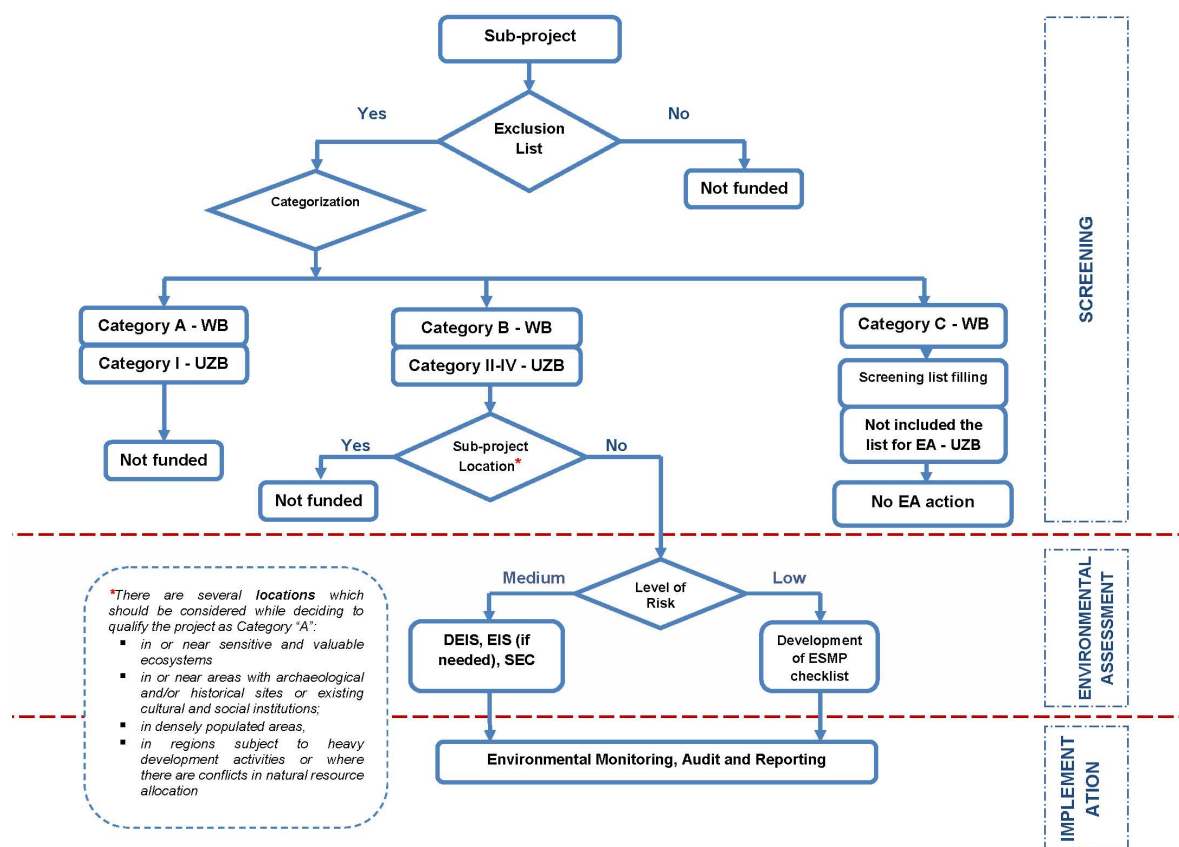 Sub-project
Yes
No
Exclusion
List
Not funded
Categorization
Category A - WB
Category I - UZB
Category B - WB
Category II-IV - UZB
Category C - WB
Screening list filling
Not included the
list for EA - UZB
No EA action
Not funded
Yes
No
Sub-project
Location*
Not funded
SCREENING
Medium
Low
Level of
Risk
DEIS, EIS (if
needed), SEC
Development
of ESMP
checklist
ENVIRONMENTAL
ASSESSMENT
*There are several locations which
should be considered while deciding to
qualify the project as Category “A”:
▪ in or near sensitive and valuable
ecosystems
▪ in or near areas with archaeological
and/or historical sites or existing
cultural and social institutions;
▪ in densely populated areas,
▪ in regions subject to heavy
development activities or where
there are conflicts in natural resource
allocation
Environmental Monitoring, Audit and Reporting
IMPLEMENT
ATION